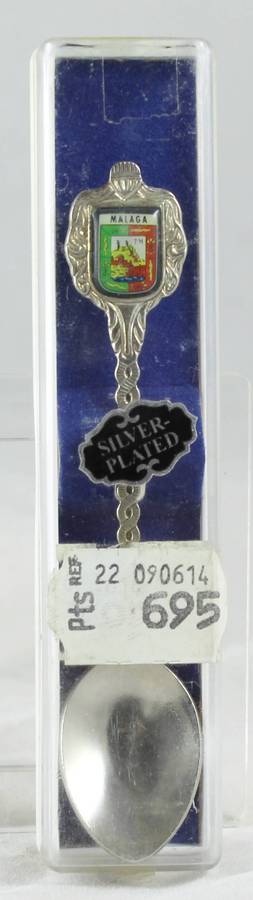 MALAGA
SILVER-
PLATED
REF 22 090614
Pts 695